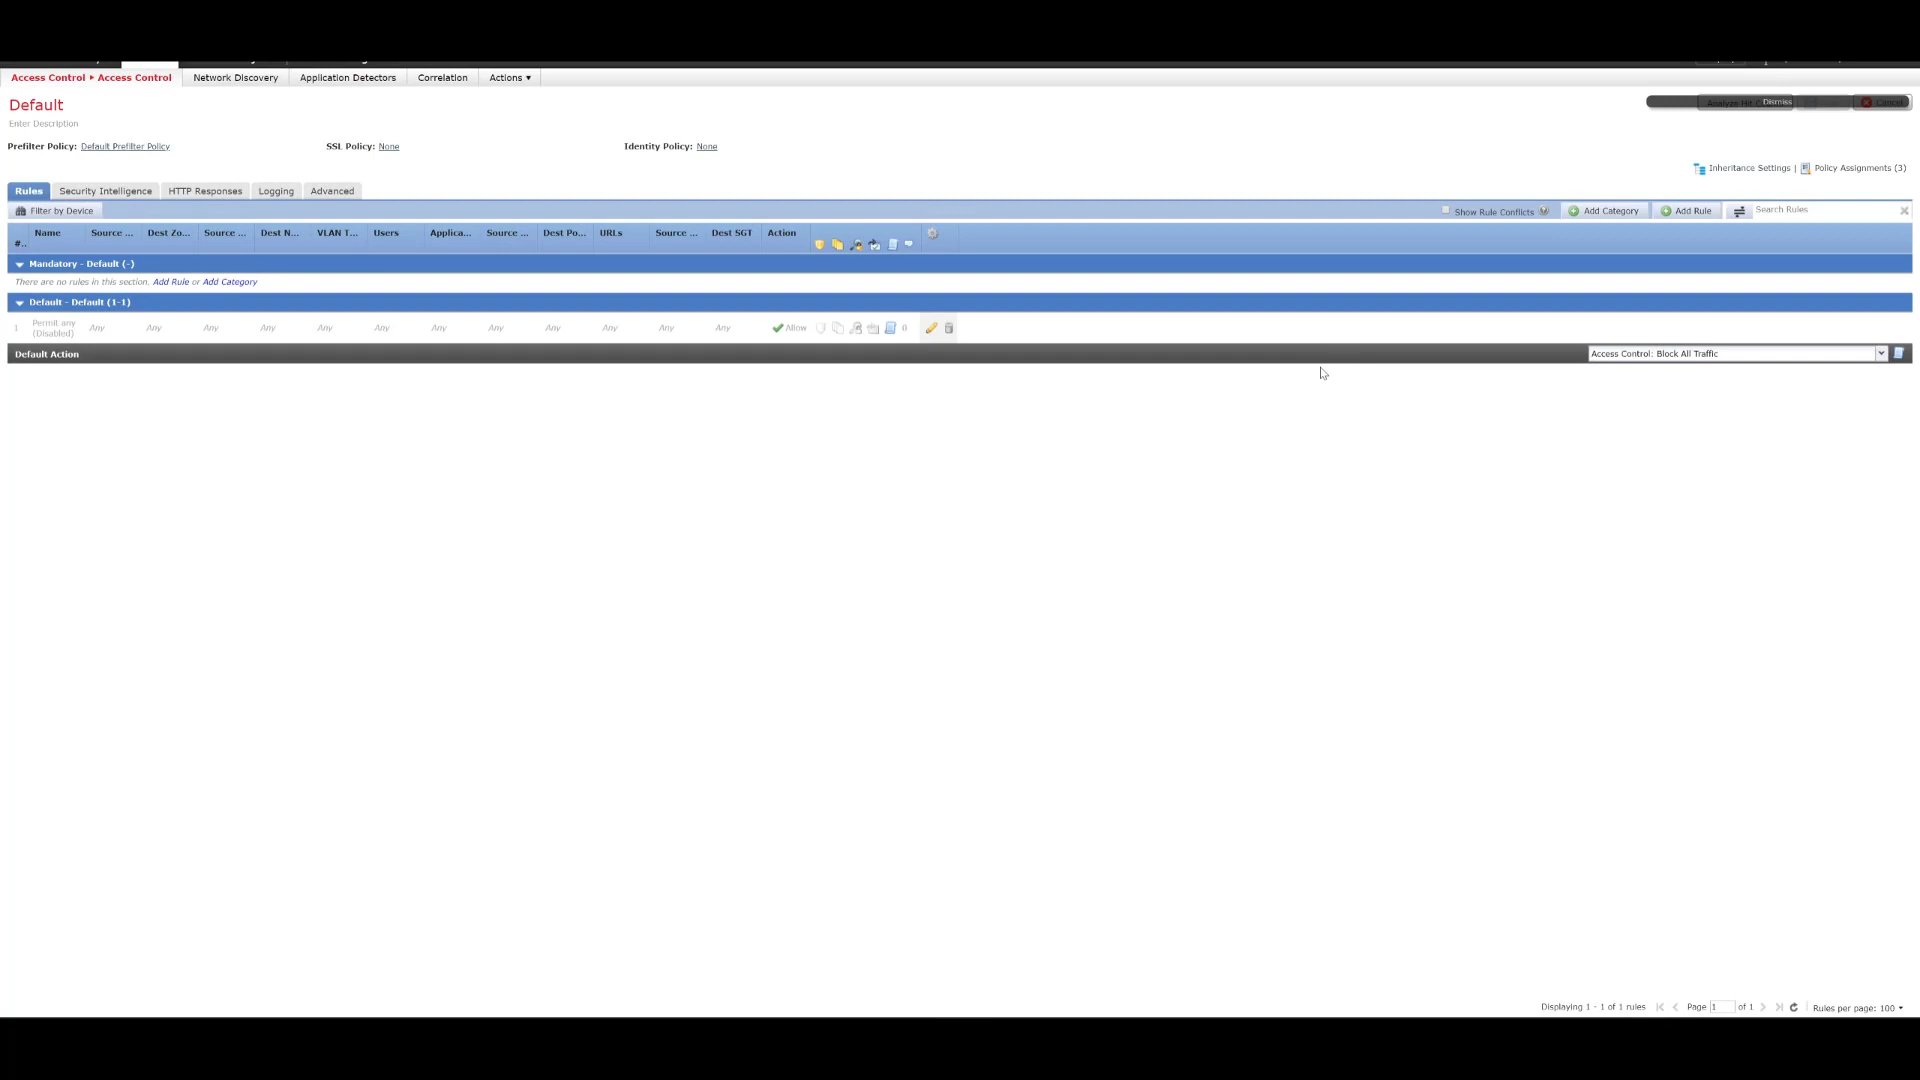 Access Control ▸ Access Control Network Discovery Application Detectors Correlation Actions ▾
Default
Analyze Hit Dismiss Cancel
Enter Description
Prefilter Policy: Default Prefilter Policy SSL Policy: None Identity Policy: None
Inheritance Settings | Policy Assignments (3)
Rules Security Intelligence HTTP Responses Logging Advanced
Filter by Device Show Rule Conflicts Add Category Add Rule Search Rules
#.. Name Source ... Dest Zo... Source ... Dest N... VLAN T... Users Applica... Source ... Dest Po... URLs Source ... Dest SGT Action
Mandatory - Default (-)
There are no rules in this section. Add Rule or Add Category
Default - Default (1-1)
1 Permit any (Disabled) Any Any Any Any Any Any Any Any Any Any Any Any Allow 0
Default Action Access Control: Block All Traffic
Displaying 1 - 1 of 1 rules Page 1 of 1 Rules per page: 100